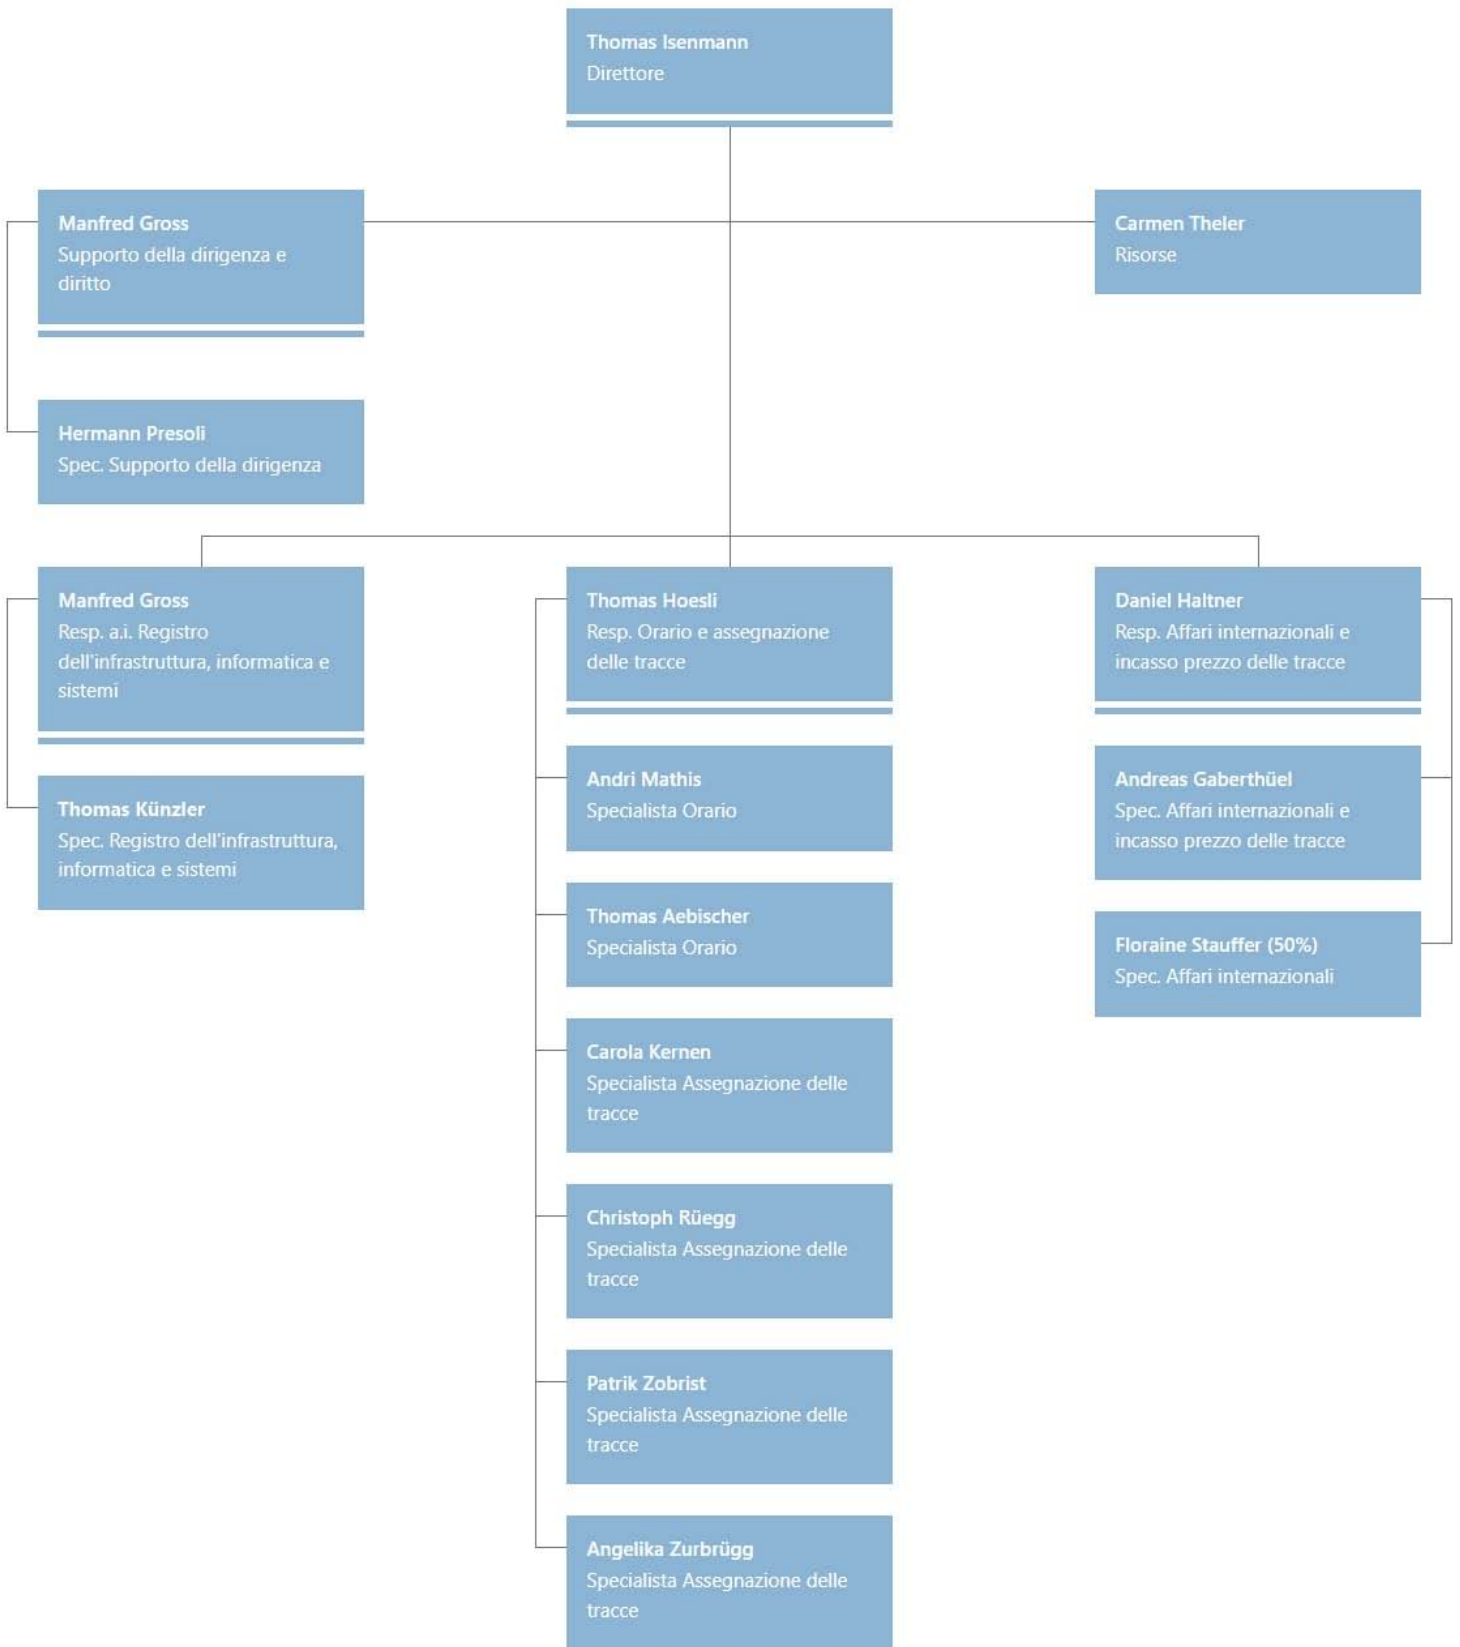 Thomas Isenmann
Direttore
Manfred Gross
Supporto della dirigenza e
diritto
Carmen Theler
Risorse
Hermann Presoli
Spec. Supporto della dirigenza
Manfred Gross
Resp. a.i. Registro
dell'infrastruttura, informatica e
sistemi
Thomas Künzler
Spec. Registro dell'infrastruttura,
informatica e sistemi
Thomas Hoesli
Resp. Orario e assegnazione
delle tracce
Andri Mathis
Specialista Orario
Thomas Aebischer
Specialista Orario
Carola Kernen
Specialista Assegnazione delle
tracce
Christoph Rüegg
Specialista Assegnazione delle
tracce
Patrik Zobrist
Specialista Assegnazione delle
tracce
Angelika Zurbrügg
Specialista Assegnazione delle
tracce
Daniel Haltner
Resp. Affari internazionali e
incasso prezzo delle tracce
Andreas Gaberthüel
Spec. Affari internazionali e
incasso prezzo delle tracce
Floraine Stauffer (50%)
Spec. Affari internazionali